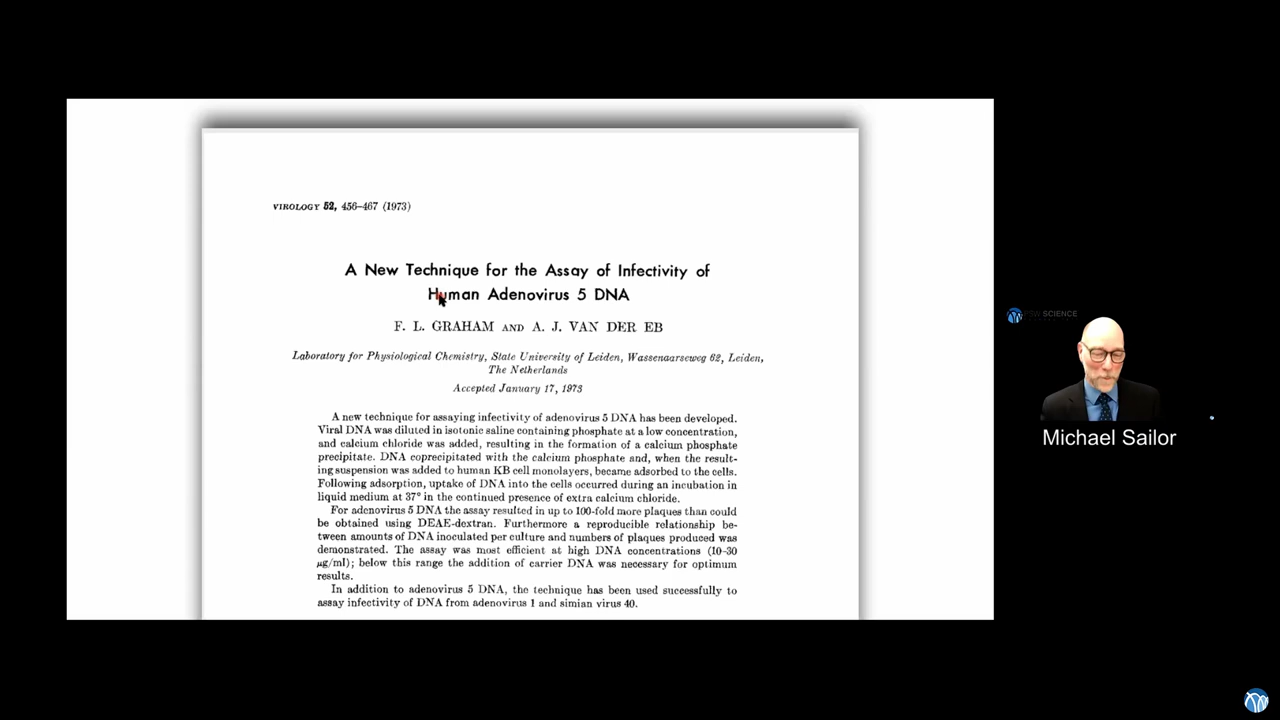 VIROLOGY 52, 456–467 (1973)
A New Technique for the Assay of Infectivity of
Human Adenovirus 5 DNA
F. L. GRAHAM AND A. J. VAN DER EB
Laboratory for Physiological Chemistry, State University of Leiden, Wassenaarseweg 62, Leiden,
The Netherlands
Accepted January 17, 1973
A new technique for assaying infectivity of adenovirus 5 DNA has been developed.
Viral DNA was diluted in isotonic saline containing phosphate at a low concentration,
and calcium chloride was added, resulting in the formation of a calcium phosphate
precipitate. DNA coprecipitated with the calcium phosphate and, when the result-
ing suspension was added to human KB cell monolayers, became adsorbed to the cells.
Following adsorption, uptake of DNA into the cells occurred during an incubation in
liquid medium at 37° in the continued presence of extra calcium chloride.
For adenovirus 5 DNA the assay resulted in up to 100-fold more plaques than could
be obtained using DEAE-dextran. Furthermore a reproducible relationship be-
tween amounts of DNA inoculated per culture and numbers of plaques produced was
demonstrated. The assay was most efficient at high DNA concentrations (10–30
μg/ml); below this range the addition of carrier DNA was necessary for optimum
results.
In addition to adenovirus 5 DNA, the technique has been used successfully to
assay infectivity of DNA from adenovirus 1 and simian virus 40.
PSW SCIENCE
Michael Sailor